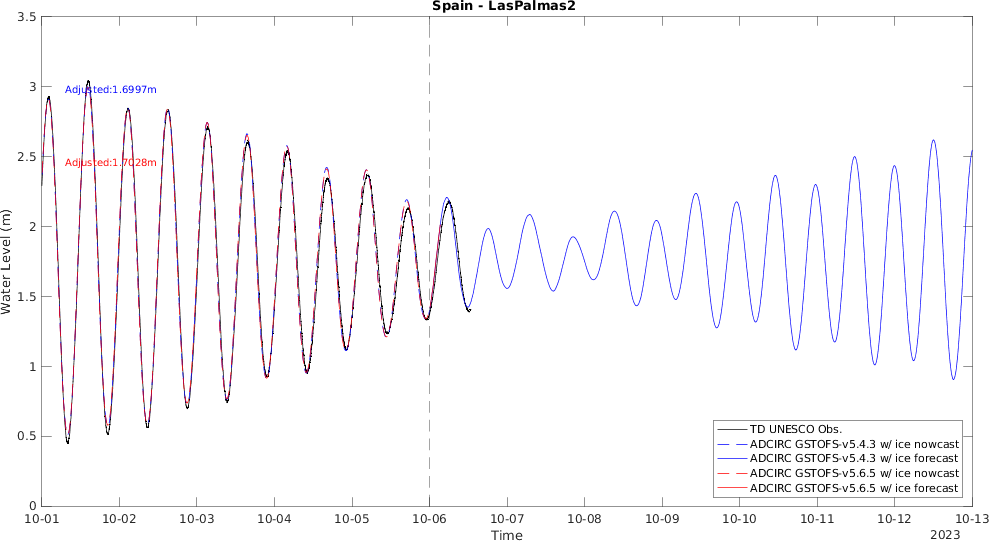 Spain - LasPalmas2
3.5
3
2.5
2
1.5
1
0.5
0
Water Level (m)
Adjusted:1.6997m
Adjusted:1.7028m
TD UNESCO Obs.
ADCIRC GSTOFS-v5.4.3 w/ ice nowcast
ADCIRC GSTOFS-v5.4.3 w/ ice forecast
ADCIRC GSTOFS-v5.6.5 w/ ice nowcast
ADCIRC GSTOFS-v5.6.5 w/ ice forecast
10-01 10-02 10-03 10-04 10-05 10-06 10-07 10-08 10-09 10-10 10-11 10-12 10-13
Time
2023